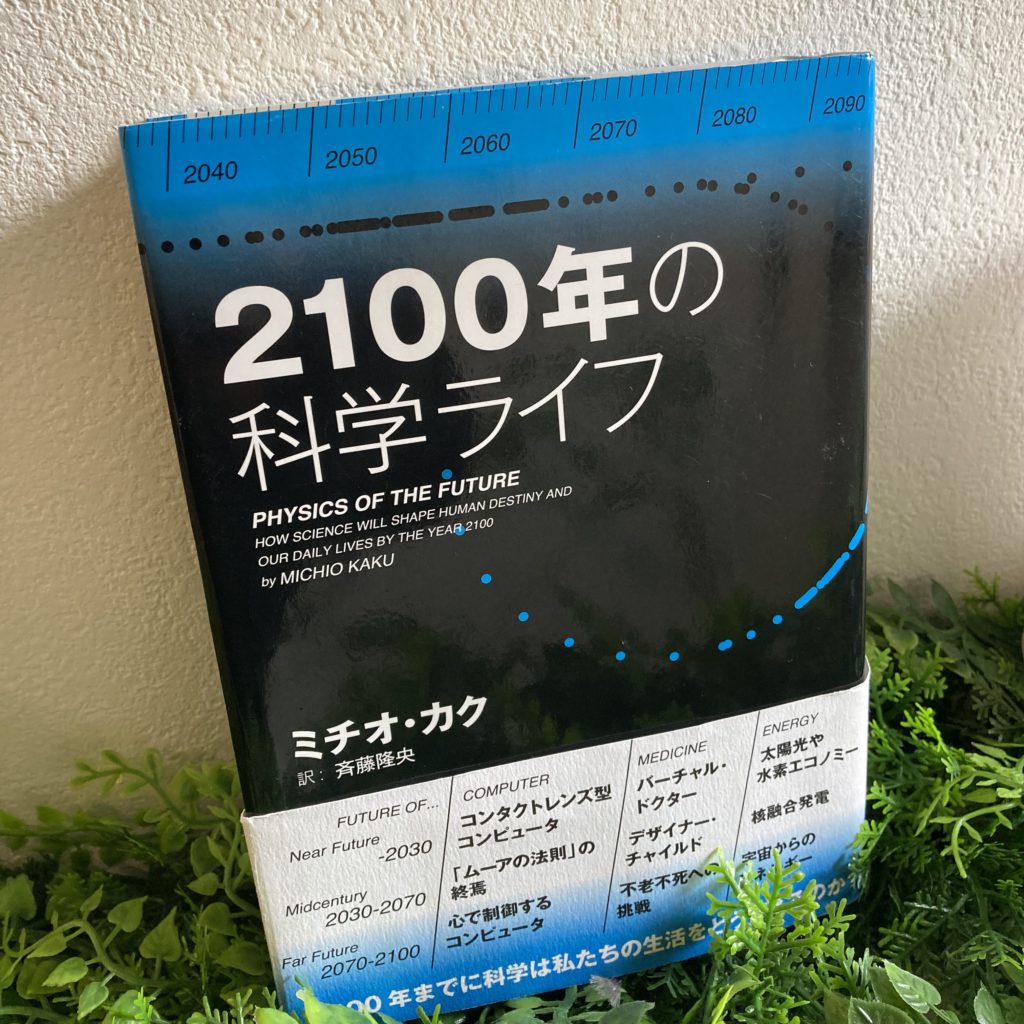 2040 2050 2060 2070 2080 2090
2100年の
科学ライフ
PHYSICS OF THE FUTURE
HOW SCIENCE WILL SHAPE HUMAN DESTINY AND
OUR DAILY LIVES BY THE YEAR 2100
by MICHIO KAKU
ミチオ・カク
訳：斉藤隆央
FUTURE OF...
Near Future
-2030
Midcentury
2030-2070
Far Future
2070-2100
COMPUTER
コンタクトレンズ型
コンピュータ
「ムーアの法則」の
終焉
心で制御する
コンピュータ
MEDICINE
バーチャル・
ドクター
デザイナー・
チャイルド
不老不死への
挑戦
ENERGY
太陽光や
水素エコノミー
核融合発電
宇宙からの
ネルギー
00年までに科学は私たちの生活を